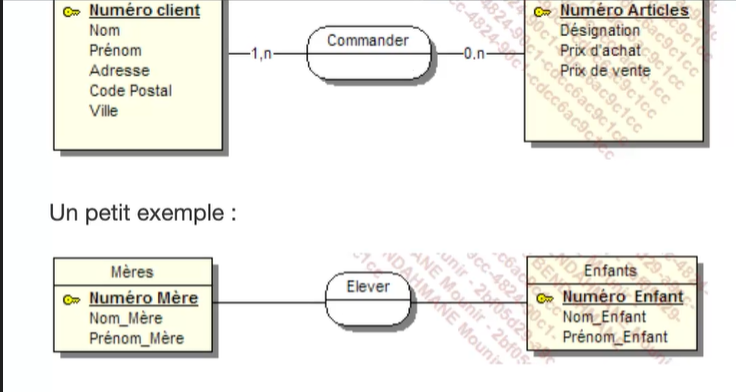 Numéro client
Nom
Prénom
Adresse
Code Postal
Ville
1,n
Commander
0,n
Numéro Articles
Désignation
Prix d'achat
Prix de vente
Un petit exemple :
Mères
Numéro Mère
Nom_Mère
Prénom_Mère
Elever
Enfants
Numéro_Enfant
Nom_Enfant
Prénom_Enfant